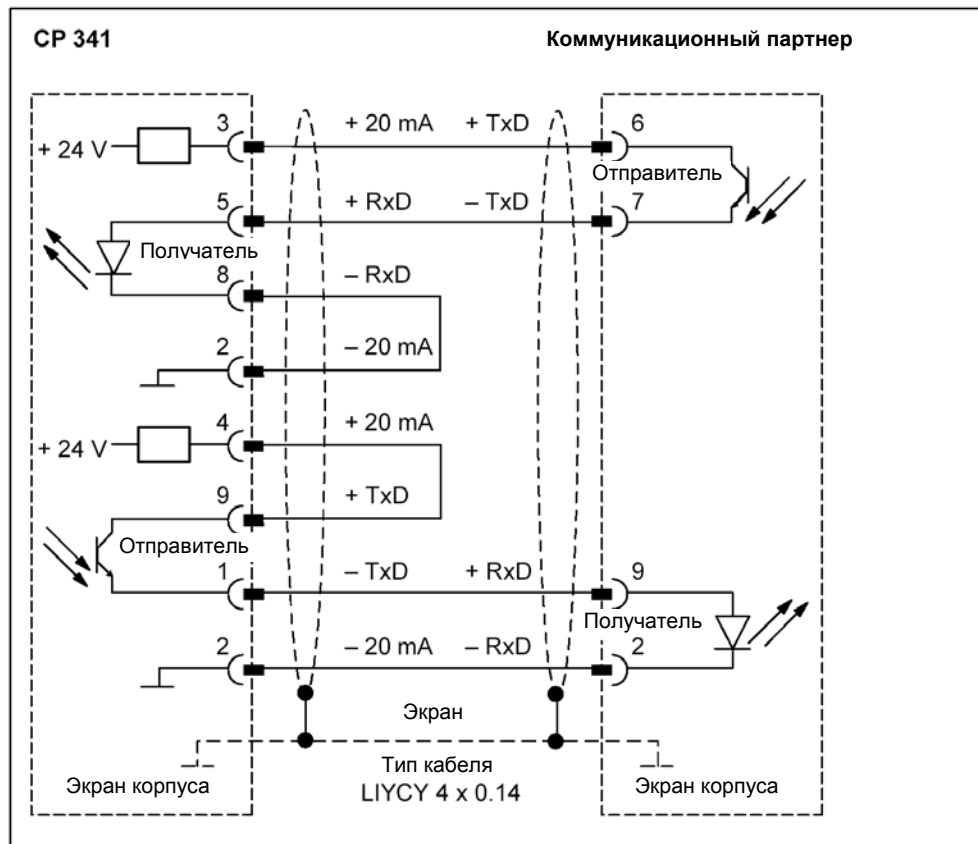 CP 341 Коммуникационный партнер
3 + 20 mA + TxD 6
+ 24 V
Отправитель
5 + RxD – TxD 7
Получатель
8 – RxD
2 – 20 mA
4 + 20 mA
+ 24 V
9 + TxD
Отправитель
1 – TxD + RxD 9
Получатель
2 – 20 mA – RxD 2
Экран
Экран корпуса Тип кабеля Экран корпуса
LIYCY 4 x 0.14